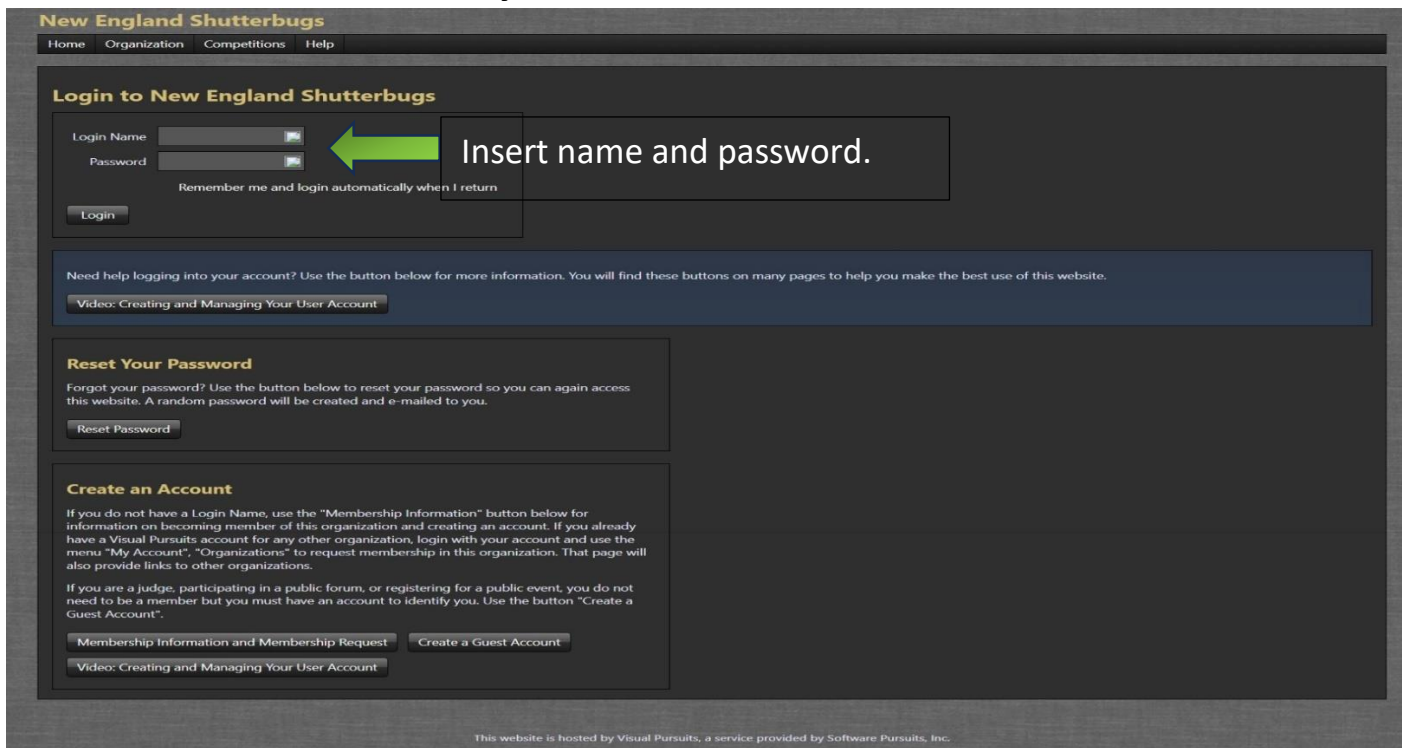 New England Shutterbugs
Home Organization Competitions Help
Login to New England Shutterbugs
Login Name
Insert name and password.
Password
Remember me and login automatically when I return
Login
Need help logging into your account? Use the button below for more information. You will find these buttons on many pages to help you make the best use of this website.
Video: Creating and Managing Your User Account
Reset Your Password
Forgot your password? Use the button below to reset your password so you can again access
this website. A random password will be created and e-mailed to you.
Reset Password
Create an Account
If you do not have a Login Name, use the "Membership Information" button below for
information on becoming member of this organization and creating an account. If you already
have a Visual Pursuits account for any other organization, login with your account and use the
menu "My Account", "Organizations" to request membership in this organization. That page will
also provide links to other organizations.
If you are a judge, participating in a public forum, or registering for a public event, you do not
need to be a member but you must have an account to identify you. Use the button "Create a
Guest Account".
Membership Information and Membership Request Create a Guest Account
Video: Creating and Managing Your User Account
This website is hosted by Visual Pursuits, a service provided by Software Pursuits, Inc.